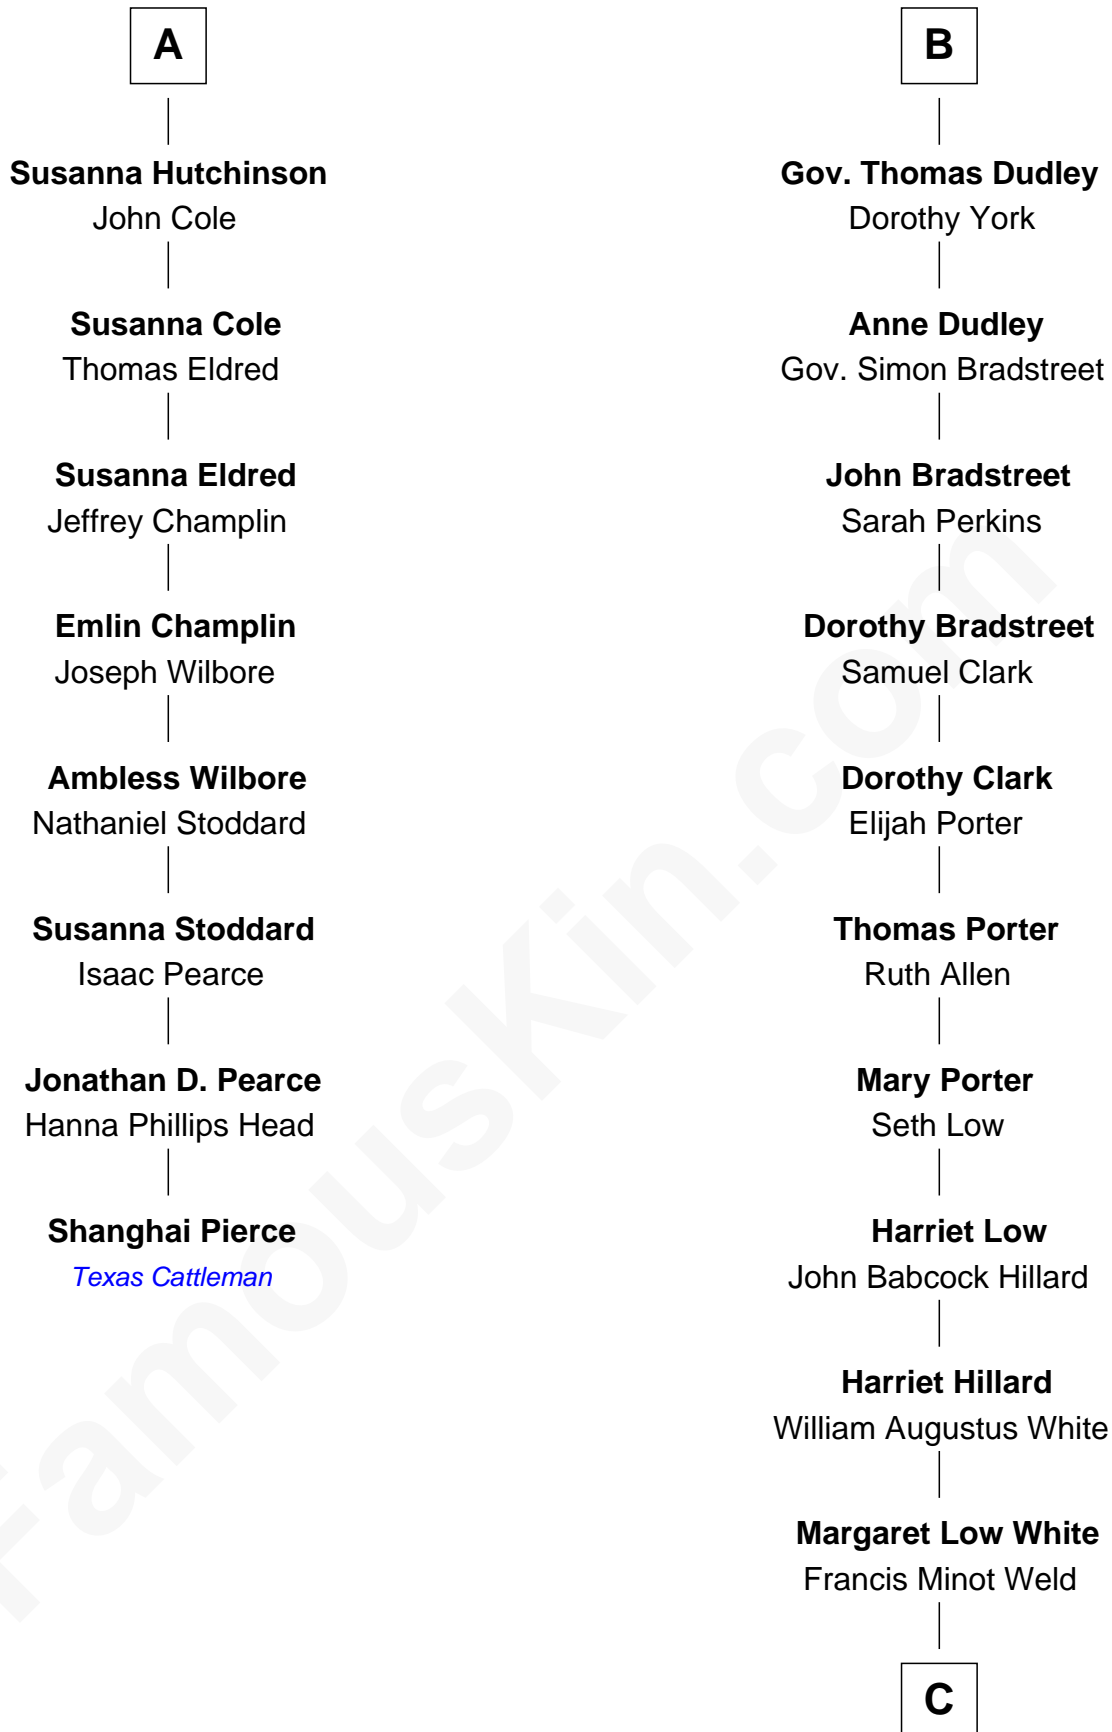 A
Susanna Hutchinson
John Cole
Susanna Cole
Thomas Eldred
Susanna Eldred
Jeffrey Champlin
Emlin Champlin
Joseph Wilbore
Ambless Wilbore
Nathaniel Stoddard
Susanna Stoddard
Isaac Pearce
Jonathan D. Pearce
Hanna Phillips Head
Shanghai Pierce
Texas Cattleman
B
Gov. Thomas Dudley
Dorothy York
Anne Dudley
Gov. Simon Bradstreet
John Bradstreet
Sarah Perkins
Dorothy Bradstreet
Samuel Clark
Dorothy Clark
Elijah Porter
Thomas Porter
Ruth Allen
Mary Porter
Seth Low
Harriet Low
John Babcock Hillard
Harriet Hillard
William Augustus White
Margaret Low White
Francis Minot Weld
C
FamousKin.com